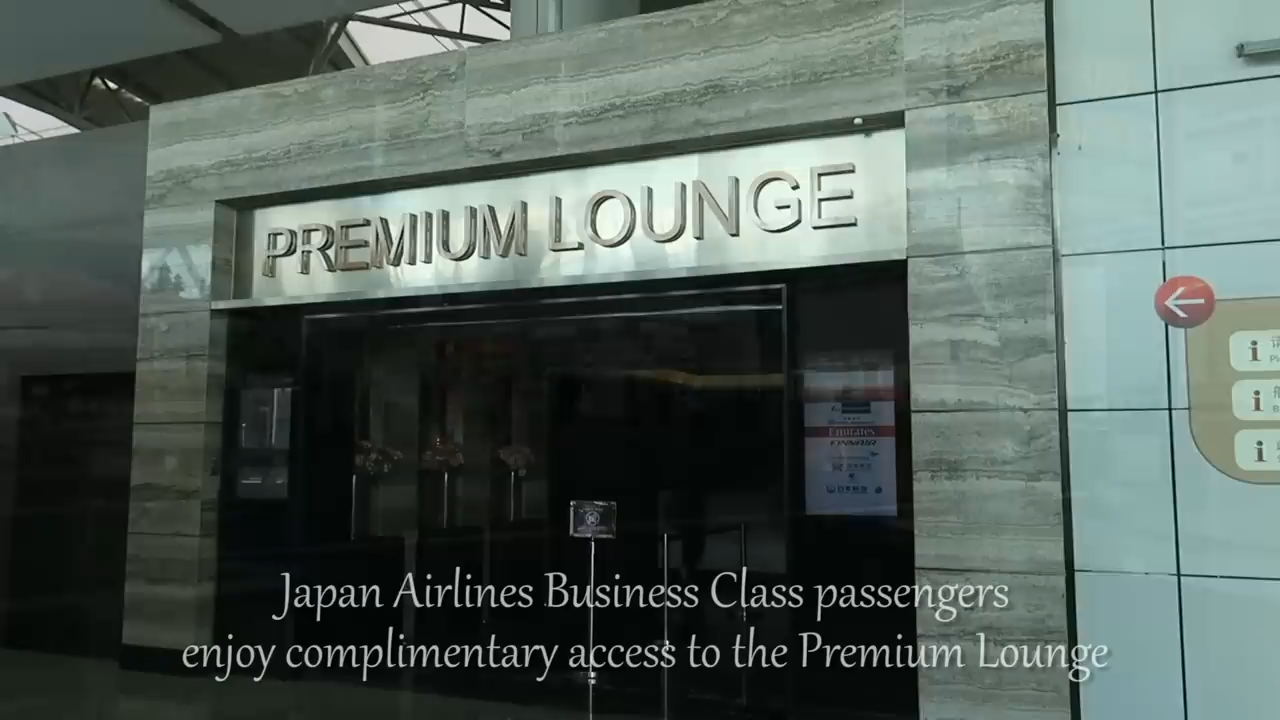 PREMIUM LOUNGE
Emirates
FINNAIR
Japan Airlines Business Class passengers
enjoy complimentary access to the Premium Lounge